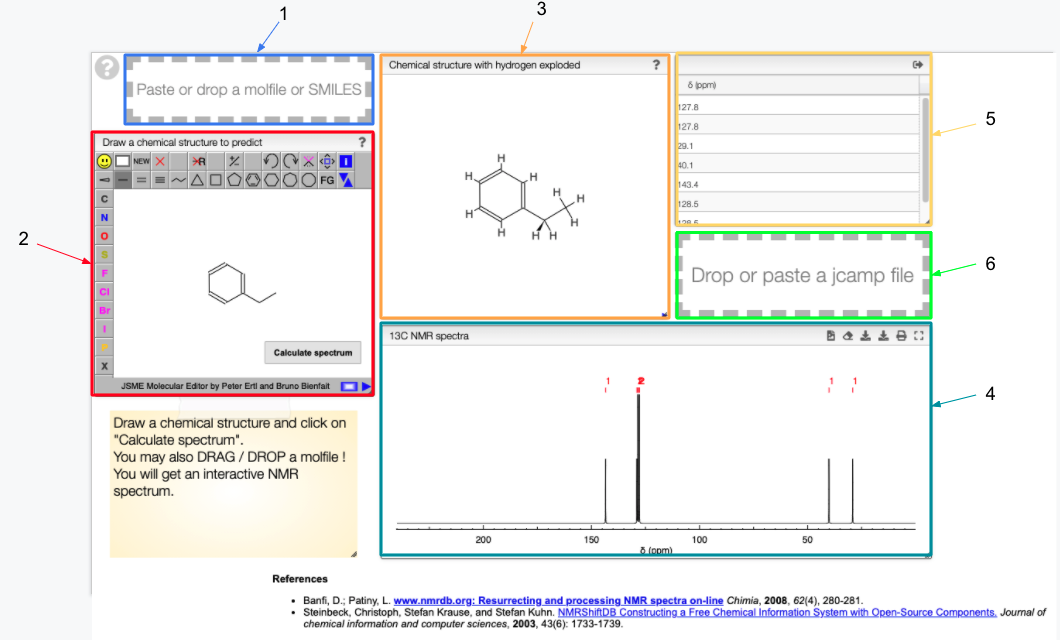 1
3
?
Paste or drop a molfile or SMILES
Chemical structure with hydrogen exploded
?
δ (ppm)
127.8
127.8
29.1
40.1
143.4
128.5
128.5
5
Draw a chemical structure to predict
?
NEW
R
+/-
I
FG
C
N
O
S
F
Cl
Br
I
P
X
2
Calculate spectrum
JSME Molecular Editor by Peter Ertl and Bruno Bienfait
H
H
H
H
H
H
H
H
H
H
Drop or paste a jcamp file
6
13C NMR spectra
1
2
1
1
200
150
100
50
δ (ppm)
4
Draw a chemical structure and click on
"Calculate spectrum".
You may also DRAG / DROP a molfile !
You will get an interactive NMR
spectrum.
References
Banfi, D.; Patiny, L. www.nmrdb.org: Resurrecting and processing NMR spectra on-line Chimia, 2008, 62(4), 280-281.
Steinbeck, Christoph, Stefan Krause, and Stefan Kuhn. NMRShiftDB Constructing a Free Chemical Information System with Open-Source Components. Journal of
chemical information and computer sciences, 2003, 43(6): 1733-1739.